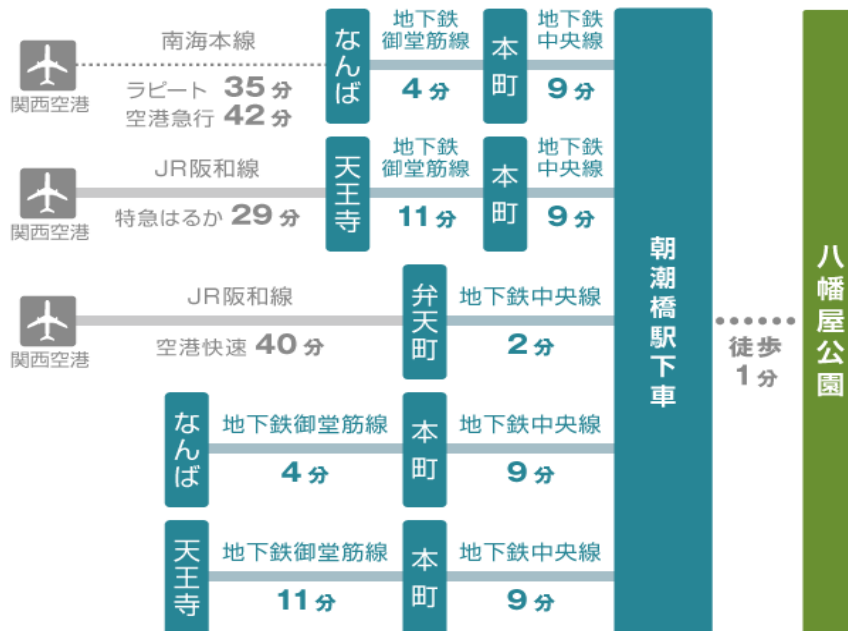 関西空港
南海本線
ラピート 35分
空港急行 42分
なんば
地下鉄
御堂筋線
4分
本町
地下鉄
中央線
9分
関西空港
JR阪和線
特急はるか 29分
天王寺
地下鉄
御堂筋線
11分
本町
地下鉄
中央線
9分
関西空港
JR阪和線
空港快速 40分
弁天町
地下鉄中央線
2分
なんば
地下鉄御堂筋線
4分
本町
地下鉄中央線
9分
天王寺
地下鉄御堂筋線
11分
本町
地下鉄中央線
9分
朝潮橋駅下車
徒歩
1分
八幡屋公園